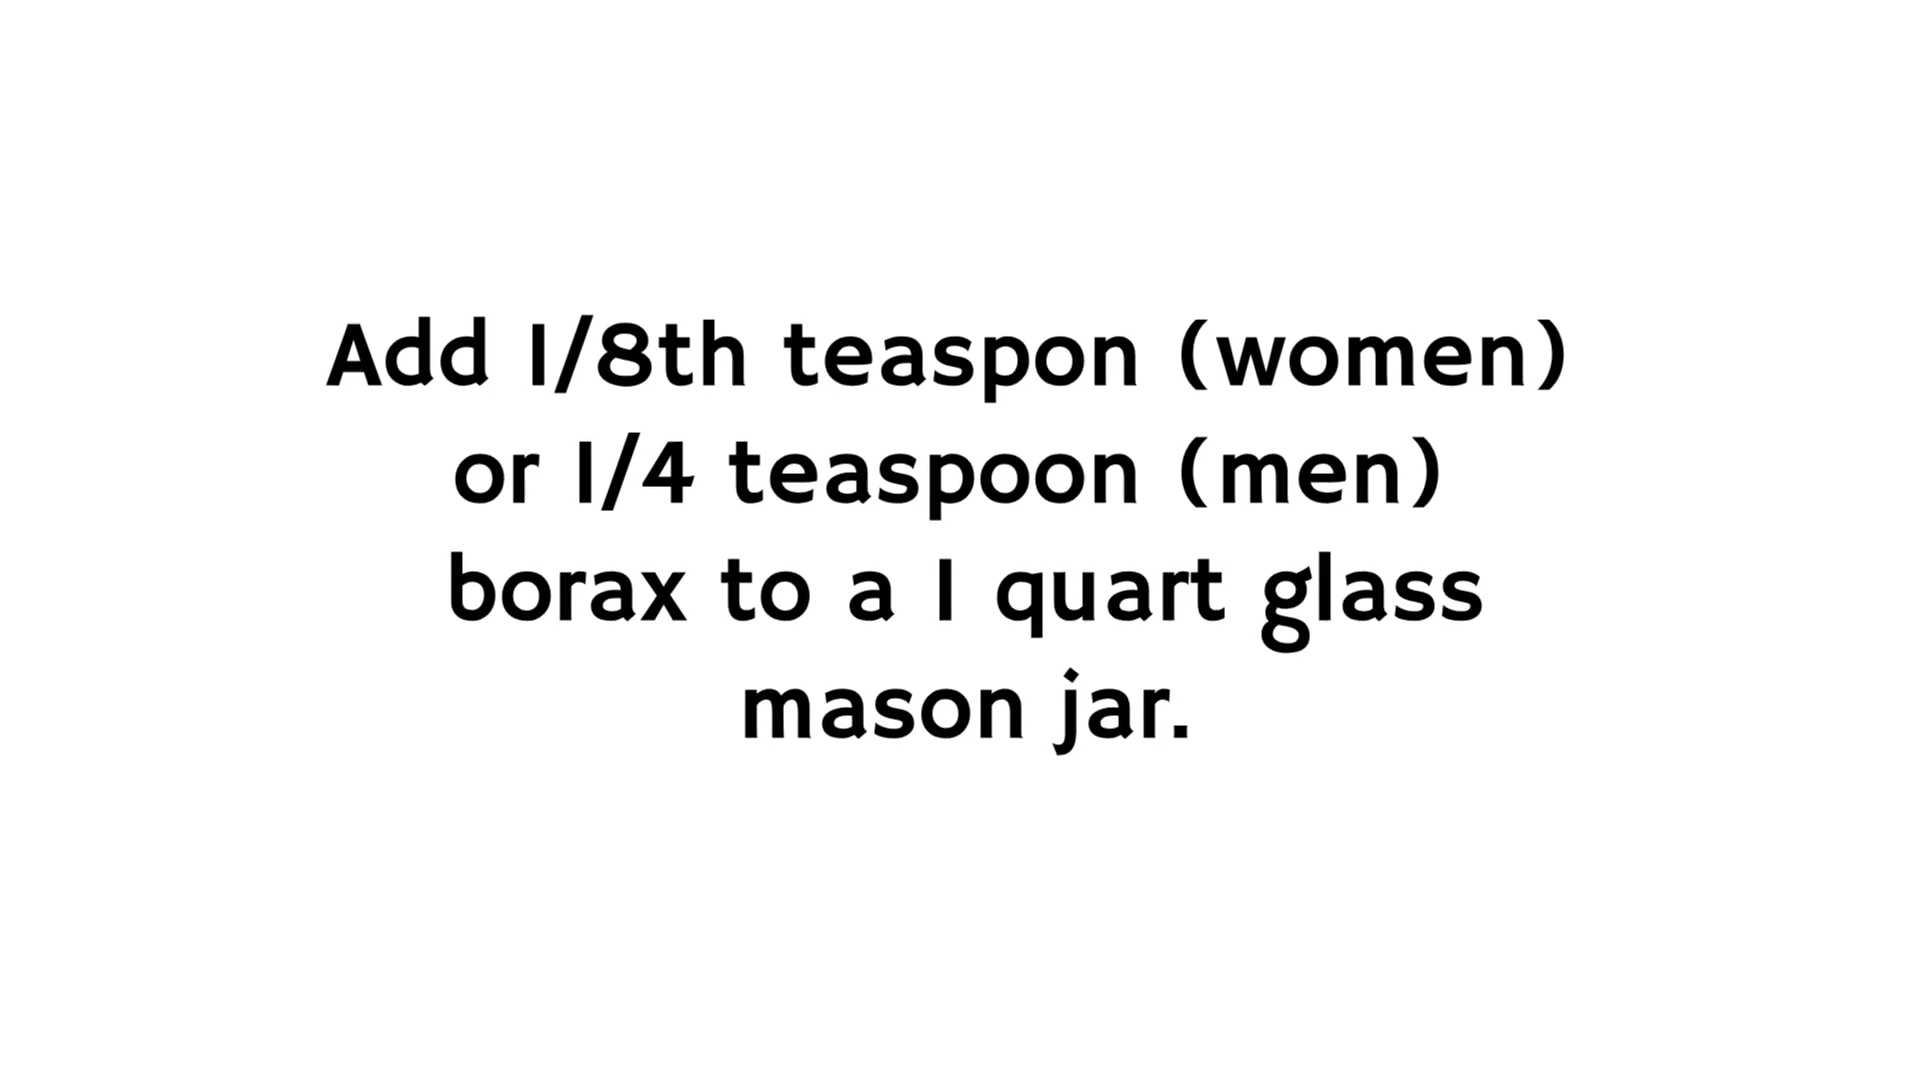 Add 1/8th teaspon (women)
or 1/4 teaspoon (men)
borax to a 1 quart glass
mason jar.